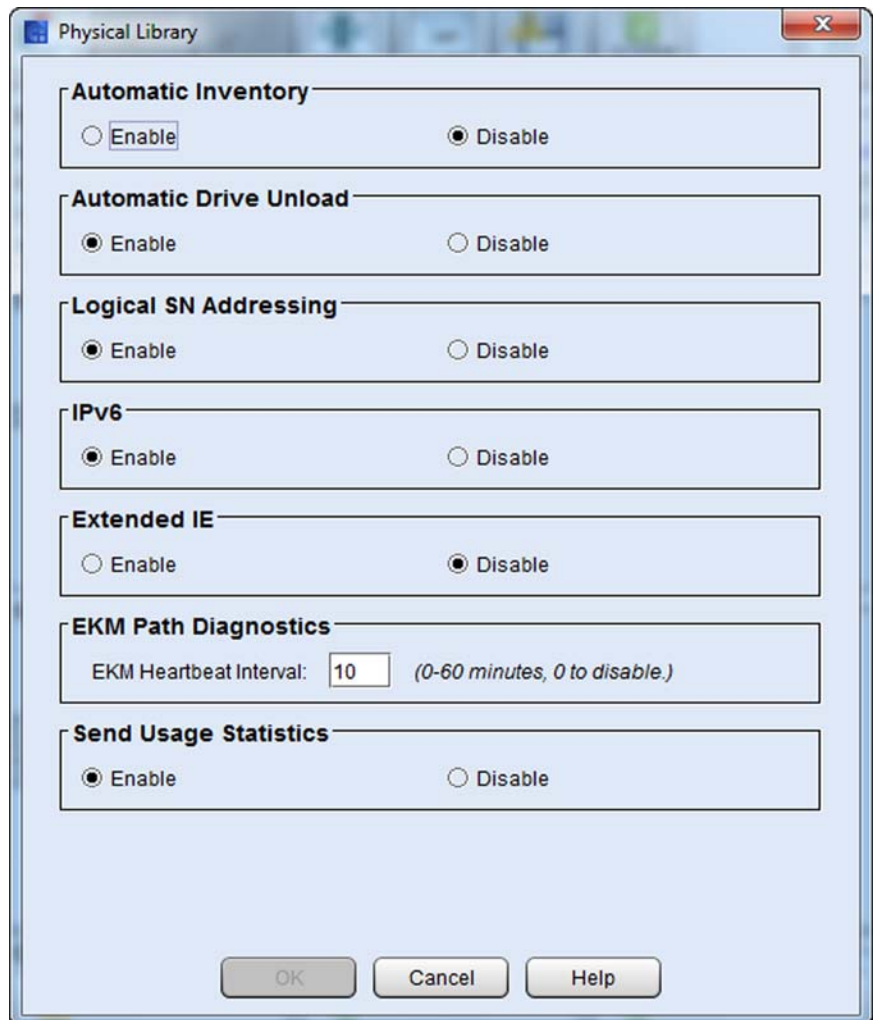 Physical Library
Automatic Inventory
Enable Disable
Automatic Drive Unload
Enable Disable
Logical SN Addressing
Enable Disable
IPv6
Enable Disable
Extended IE
Enable Disable
EKM Path Diagnostics
EKM Heartbeat Interval: 10 (0-60 minutes, 0 to disable.)
Send Usage Statistics
Enable Disable
OK Cancel Help